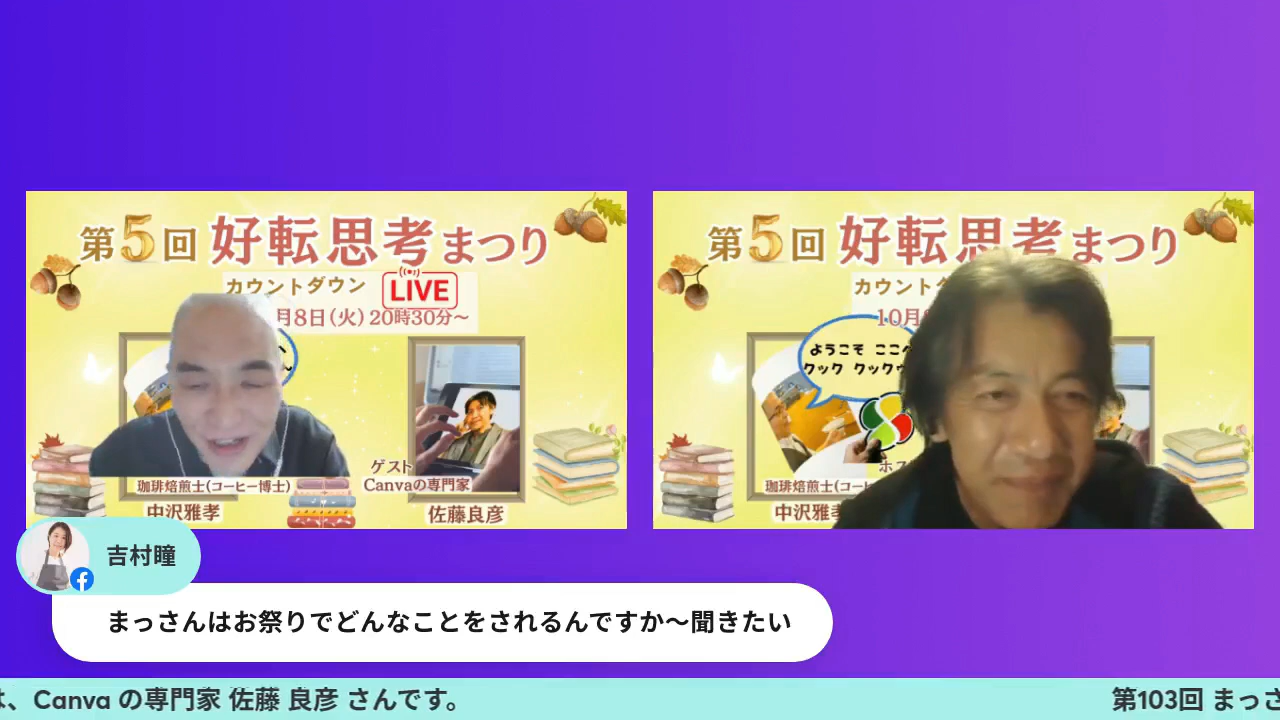 第5回 好転思考まつり
カウントダウン LIVE
月8日(火)20時30分〜
ゲスト
珈琲焙煎士(コーヒー博士) Canvaの専門家
中沢雅孝 佐藤良彦
第5回 好転思考まつり
カウント
10月
ようこそ ここへ
クック クック
ホス
珈琲焙煎士(コー
中沢雅孝
吉村瞳
まっさんはお祭りでどんなことをされるんですか〜聞きたい
は、Canva の専門家 佐藤 良彦 さんです。 第103回 まっさ